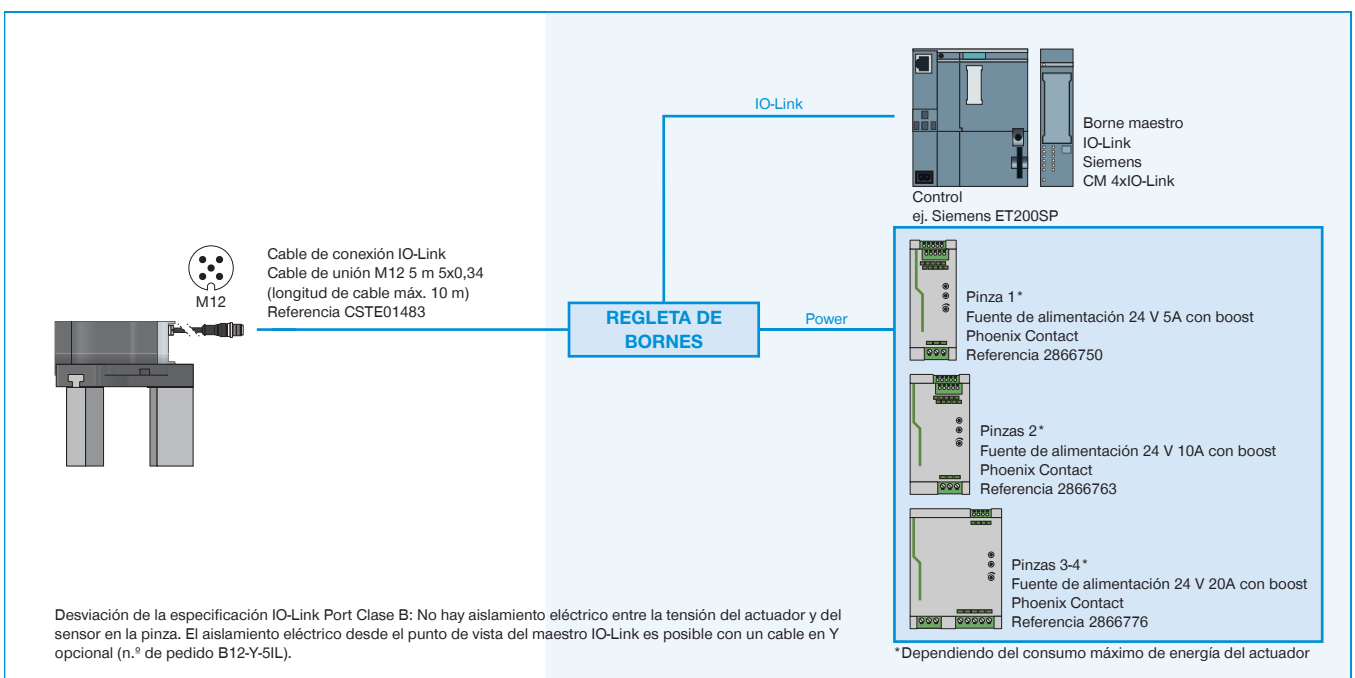 IO-Link
Borne maestro
IO-Link
Siemens
CM 4xIO-Link
Control
ej. Siemens ET200SP
M12
Cable de conexión IO-Link
Cable de unión M12 5 m 5x0,34
(longitud de cable máx. 10 m)
Referencia CSTE01483
REGLETA DE
BORNES
Power
Pinza 1*
Fuente de alimentación 24 V 5A con boost
Phoenix Contact
Referencia 2866750
Pinzas 2*
Fuente de alimentación 24 V 10A con boost
Phoenix Contact
Referencia 2866763
Pinzas 3-4*
Fuente de alimentación 24 V 20A con boost
Phoenix Contact
Referencia 2866776
*Dependiendo del consumo máximo de energía del actuador
Desviación de la especificación IO-Link Port Clase B: No hay aislamiento eléctrico entre la tensión del actuador y del
sensor en la pinza. El aislamiento eléctrico desde el punto de vista del maestro IO-Link es posible con un cable en Y
opcional (n.º de pedido B12-Y-5IL).